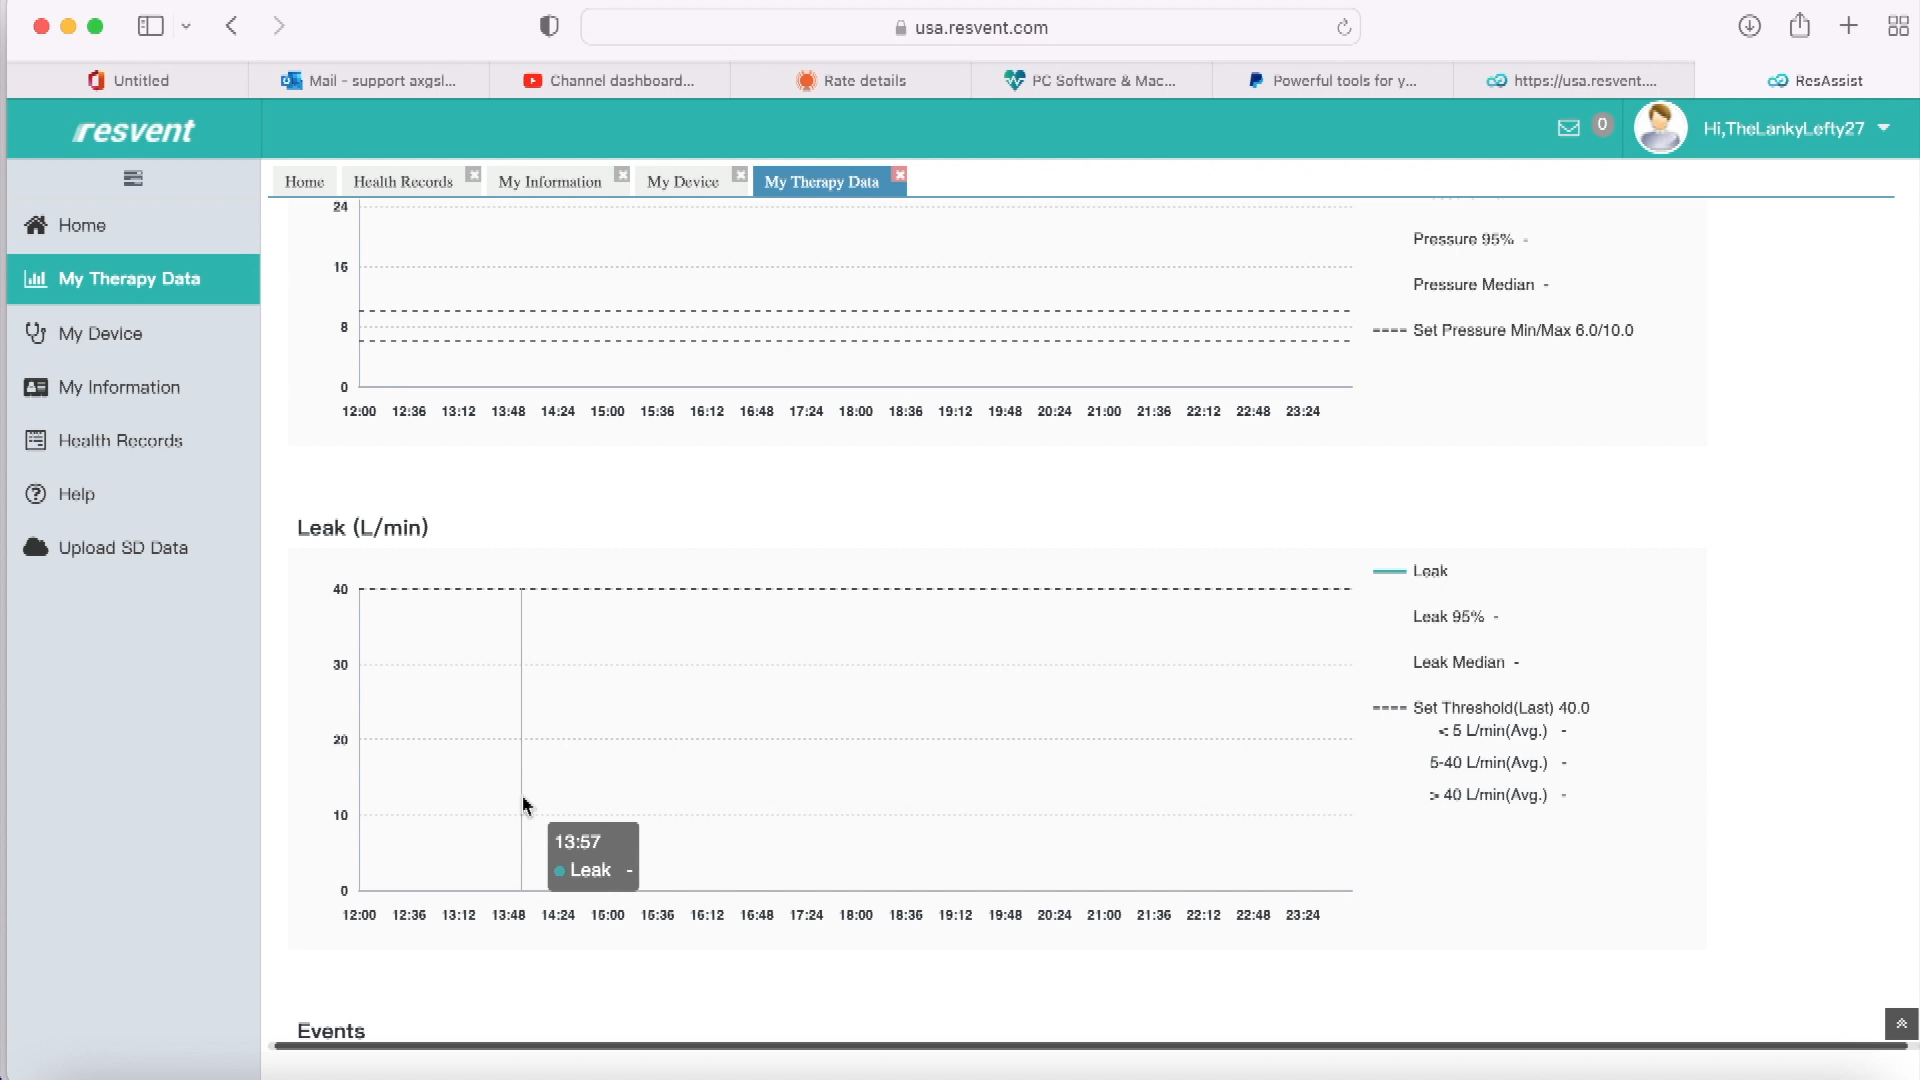 usa.resvent.com
Untitled
Mail - support axgsl...
Channel dashboard...
Rate details
PC Software & Mac...
Powerful tools for y...
https://usa.resvent....
ResAssist
resvent
0
Hi,TheLankyLefty27
Home
Health Records
My Information
My Device
My Therapy Data
Home
My Therapy Data
My Device
My Information
Health Records
Help
Upload SD Data
24
16
8
0
12:00 12:36 13:12 13:48 14:24 15:00 15:36 16:12 16:48 17:24 18:00 18:36 19:12 19:48 20:24 21:00 21:36 22:12 22:48 23:24
Pressure 95% -
Pressure Median -
Set Pressure Min/Max 6.0/10.0
Leak (L/min)
40
30
20
10
0
13:57
Leak -
12:00 12:36 13:12 13:48 14:24 15:00 15:36 16:12 16:48 17:24 18:00 18:36 19:12 19:48 20:24 21:00 21:36 22:12 22:48 23:24
Leak
Leak 95% -
Leak Median -
Set Threshold(Last) 40.0
< 5 L/min(Avg.) -
5-40 L/min(Avg.) -
> 40 L/min(Avg.) -
Events